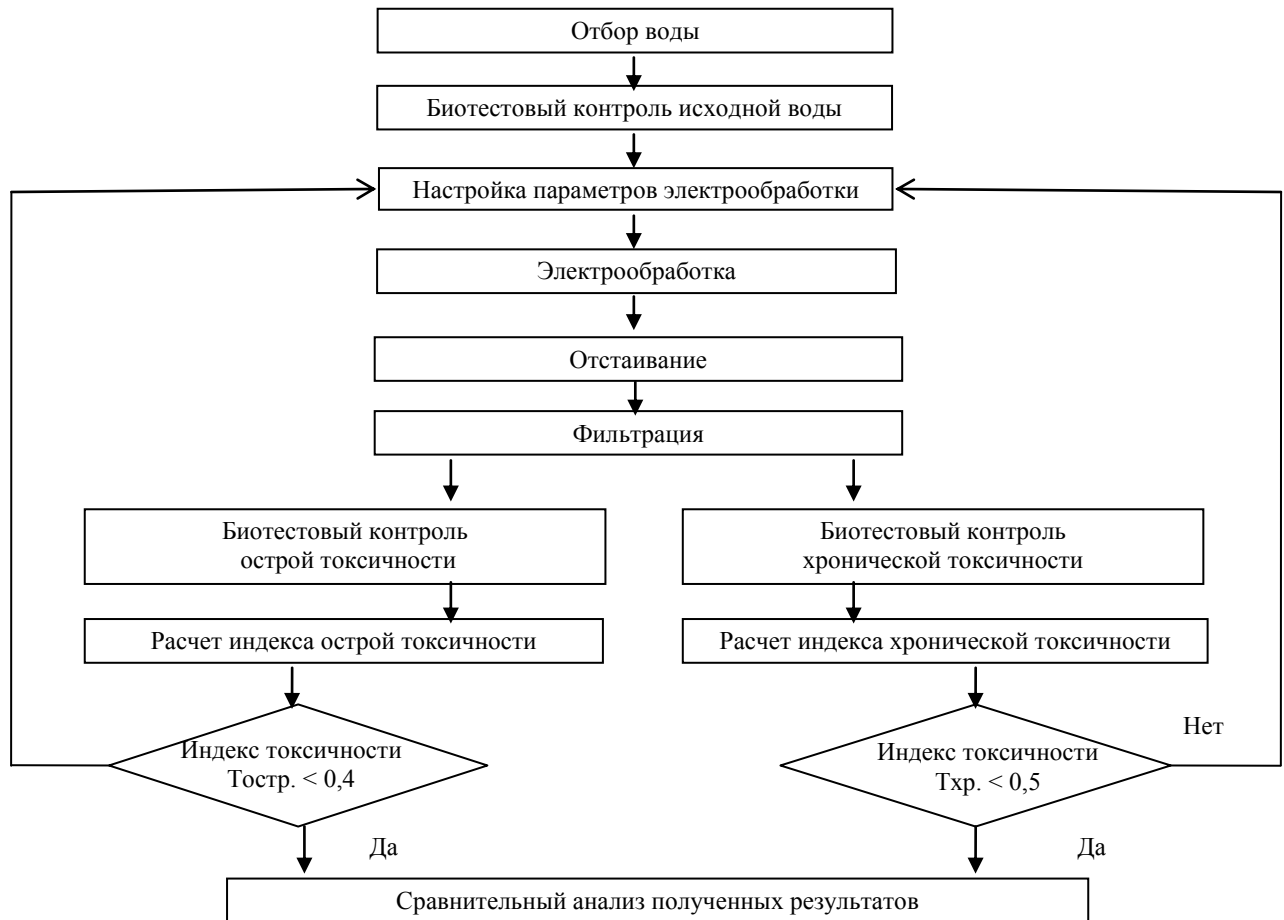 Отбор воды
Биотестовый контроль исходной воды
Настройка параметров электрообработки
Электрообработка
Отстаивание
Фильтрация
Биотестовый контроль
острой токсичности
Биотестовый контроль
хронической токсичности
Расчет индекса острой токсичности
Расчет индекса хронической токсичности
Индекс токсичности
Тостр. < 0,4
Нет
Индекс токсичности
Тхр. < 0,5
Да
Да
Сравнительный анализ полученных результатов